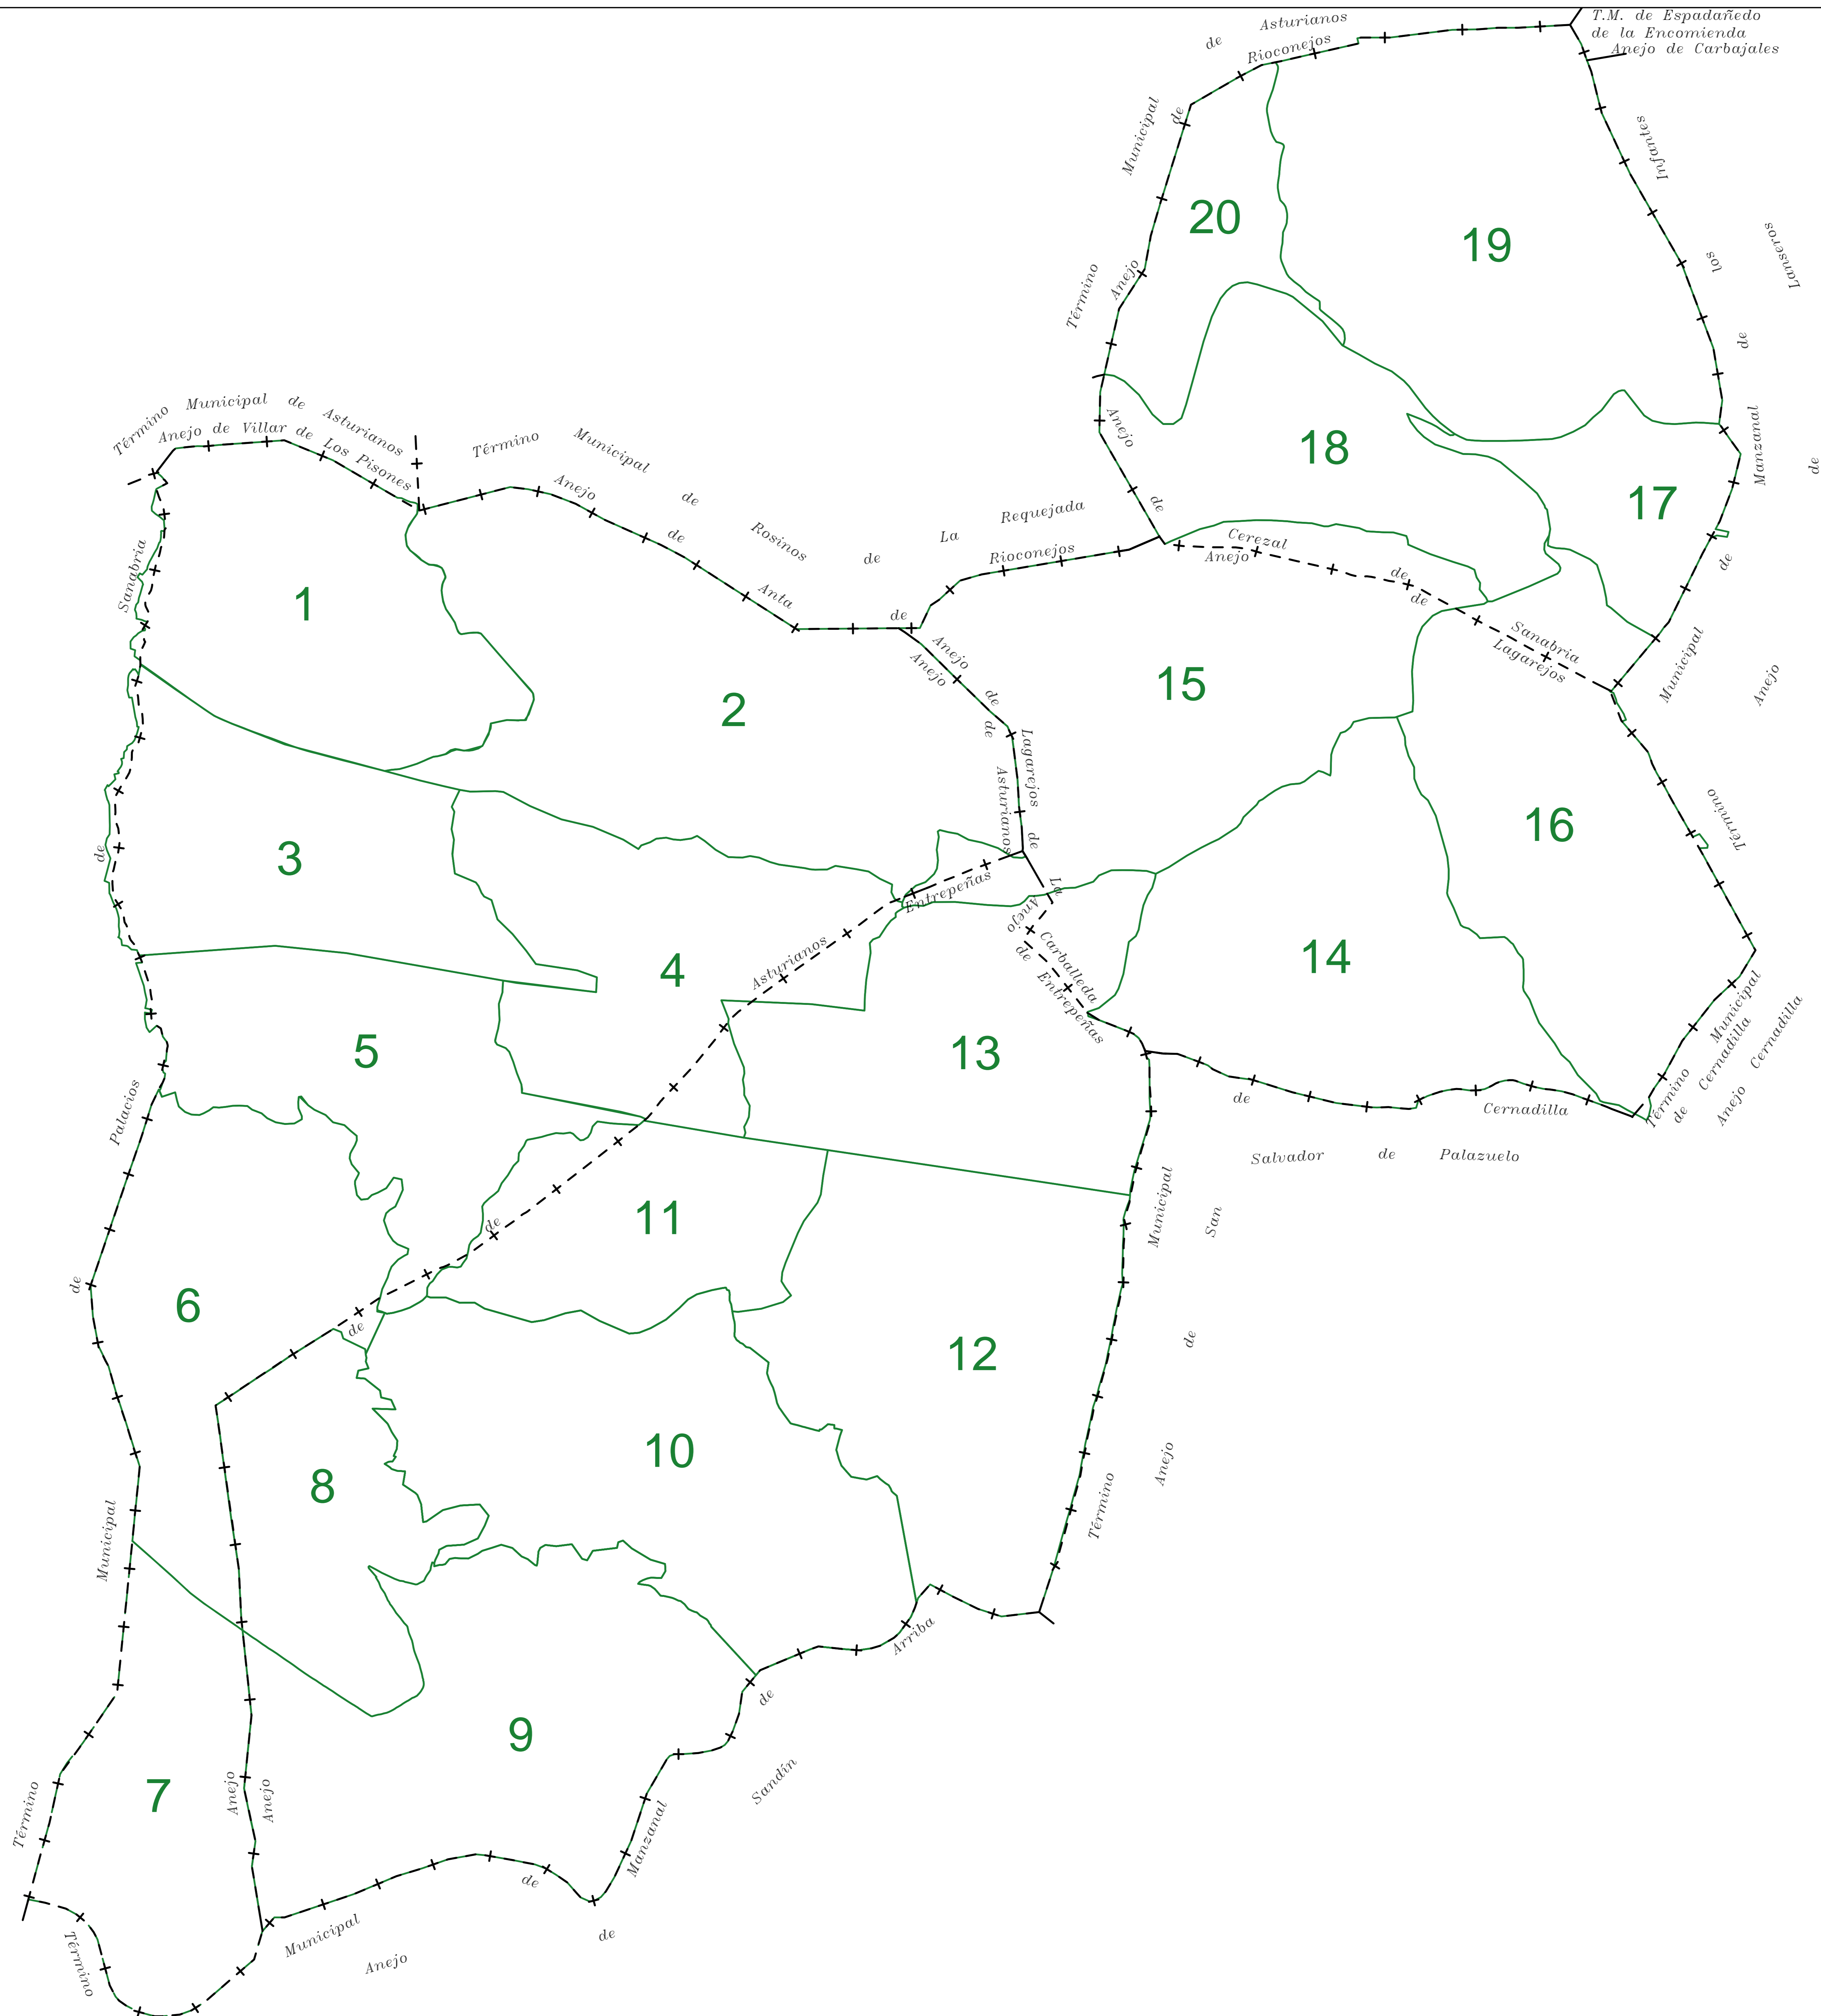 T.M. de Espadañedo
de la Encomienda
Anejo de Carbajales
de Asturianos
Rioconejos
Municipal de
Término Anejo
Infantes
los
Lanseros
de
Manzanal
de
20
19
18
17
Término Municipal de Asturianos
Anejo de Villar de Los Pisones
Término Municipal de Rosinos de La Requejada
Anejo de Anta de Rioconejos
Anejo de Cerezal de Sanabria
Anejo de Lagarejos
Sanabria
1
2
15
16
Anejo de Lagarejos de La Carballeda
Anejo de Asturianos
de
Municipal
Anejo
Término
de
3
4
5
Entrepeñas
Asturianos
Anejo de Entrepeñas
13
14
de Cernadilla
Salvador de Palazuelo
Término Municipal
de Cernadilla
Anejo Cernadilla
Palacios
de
6
11
12
de
de
Municipal
San
de
Anejo
Término
8
10
Municipal
Término
7
9
Anejo
Anejo
Arriba
de
Sandín
Manzanal
de
de
Municipal
Anejo
Término